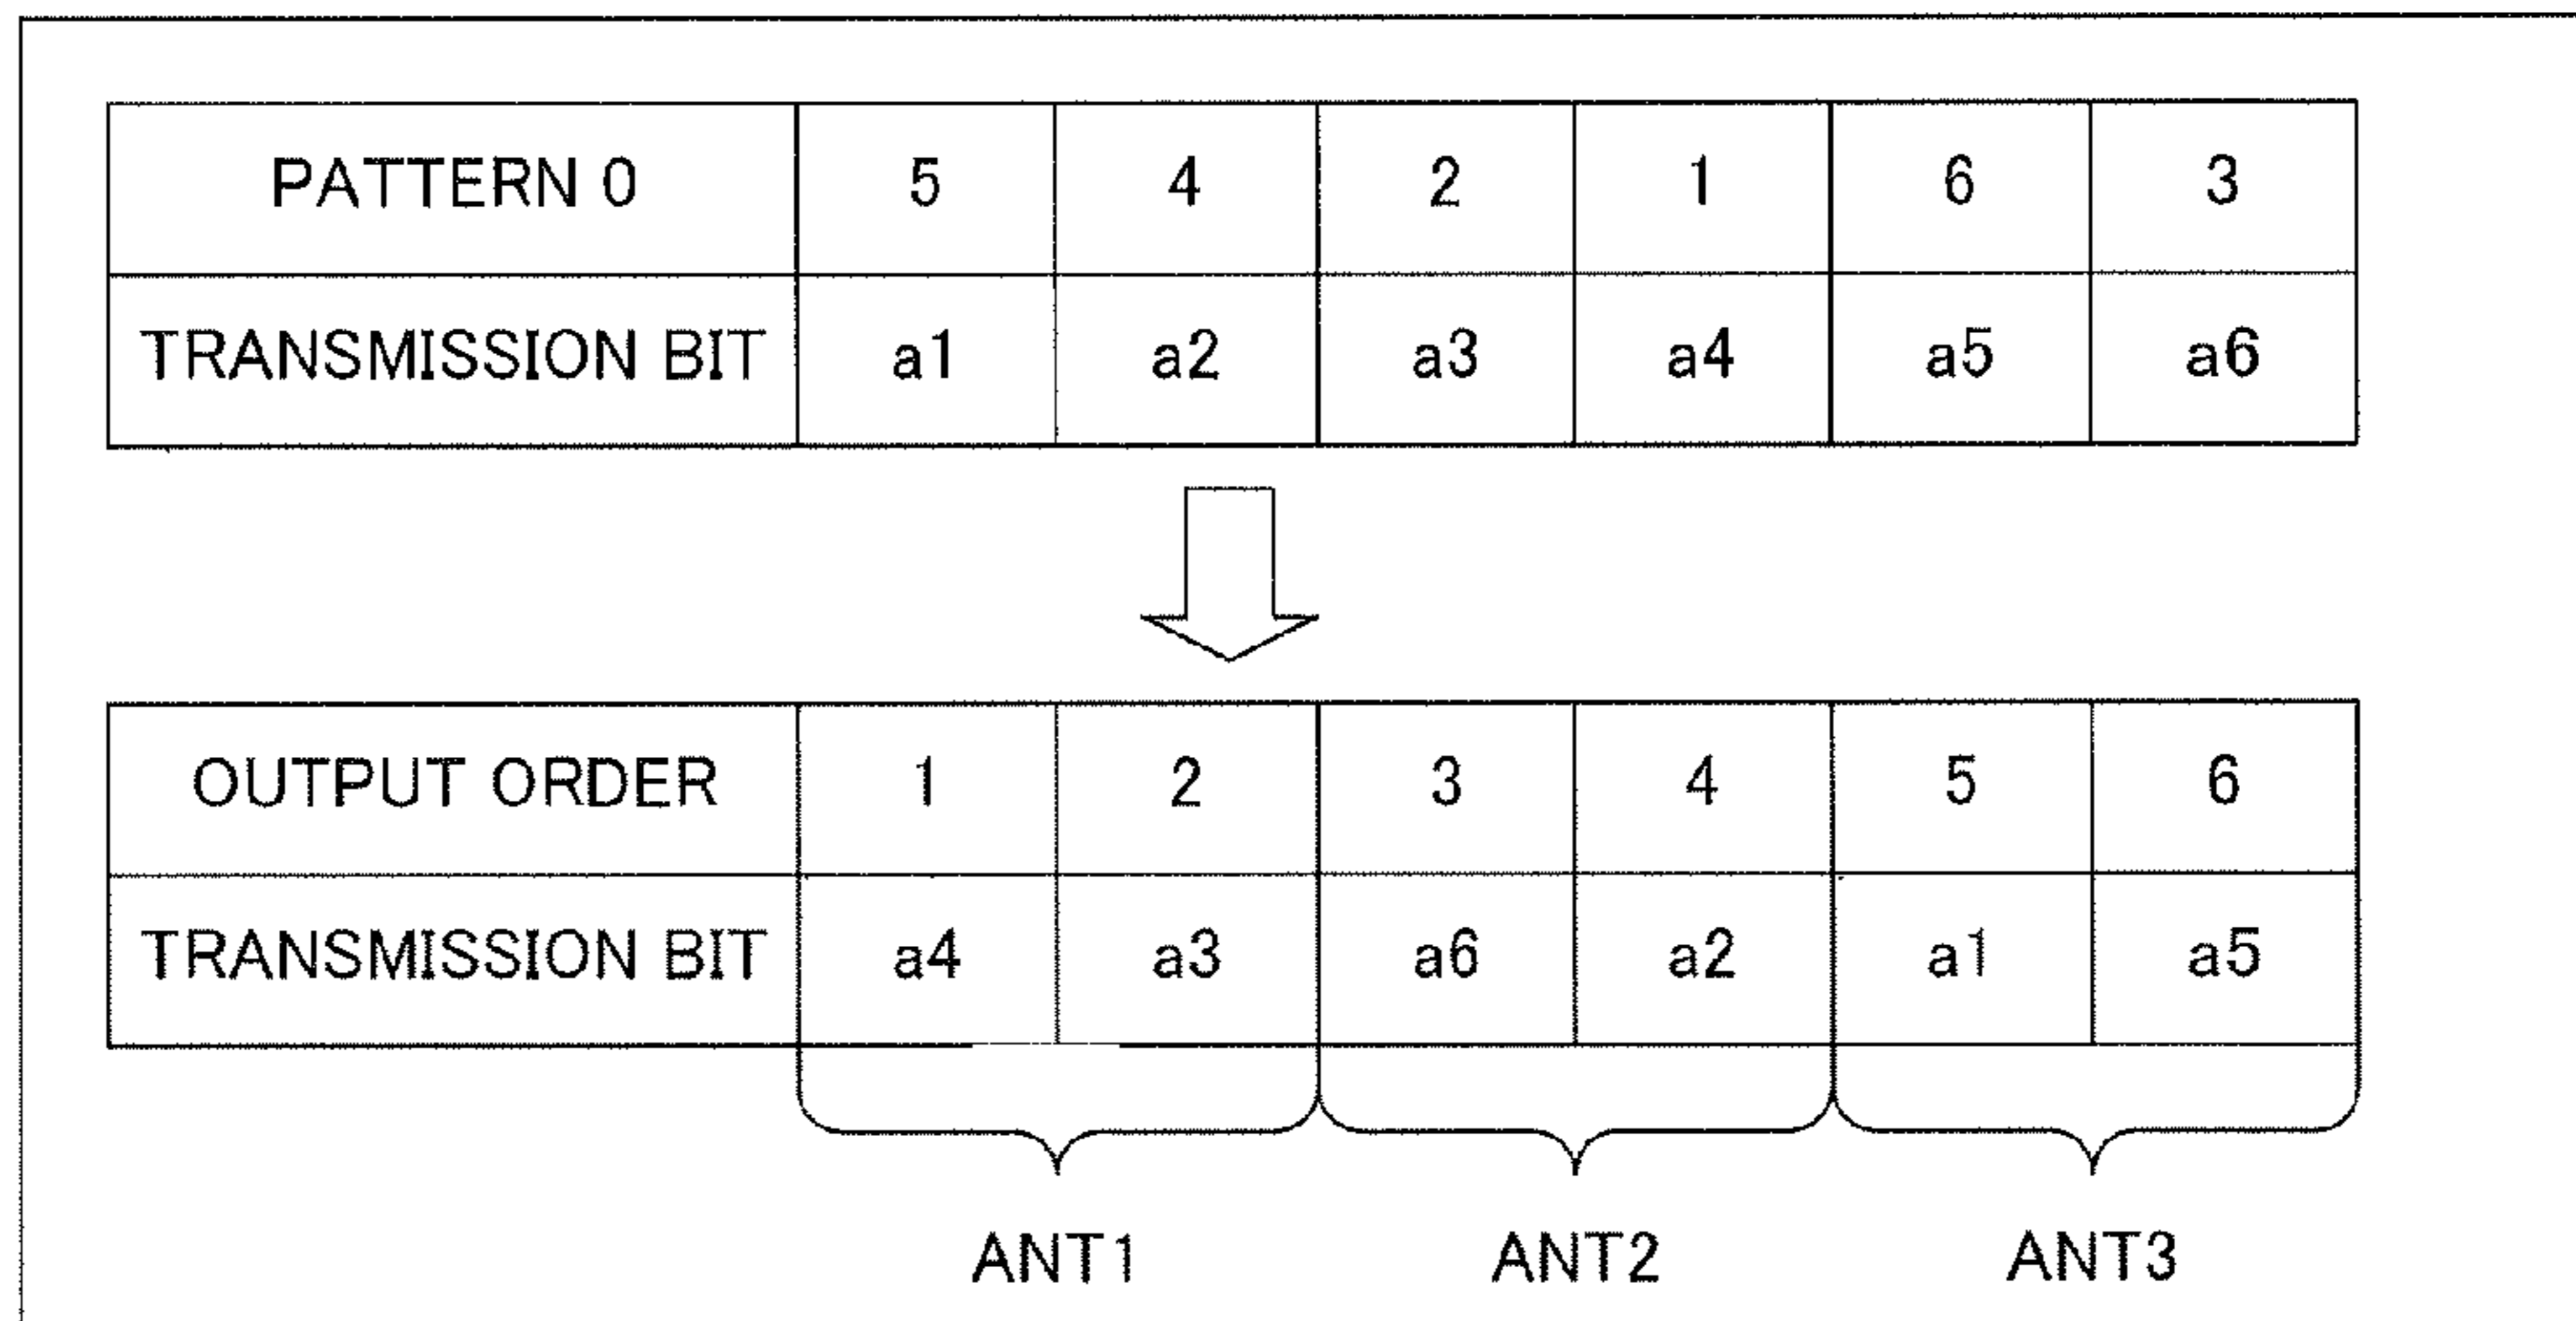 PATTERN 0 5 4 2 1 6 3
TRANSMISSION BIT a1 a2 a3 a4 a5 a6
OUTPUT ORDER 1 2 3 4 5 6
TRANSMISSION BIT a4 a3 a6 a2 a1 a5
ANT1 ANT2 ANT3